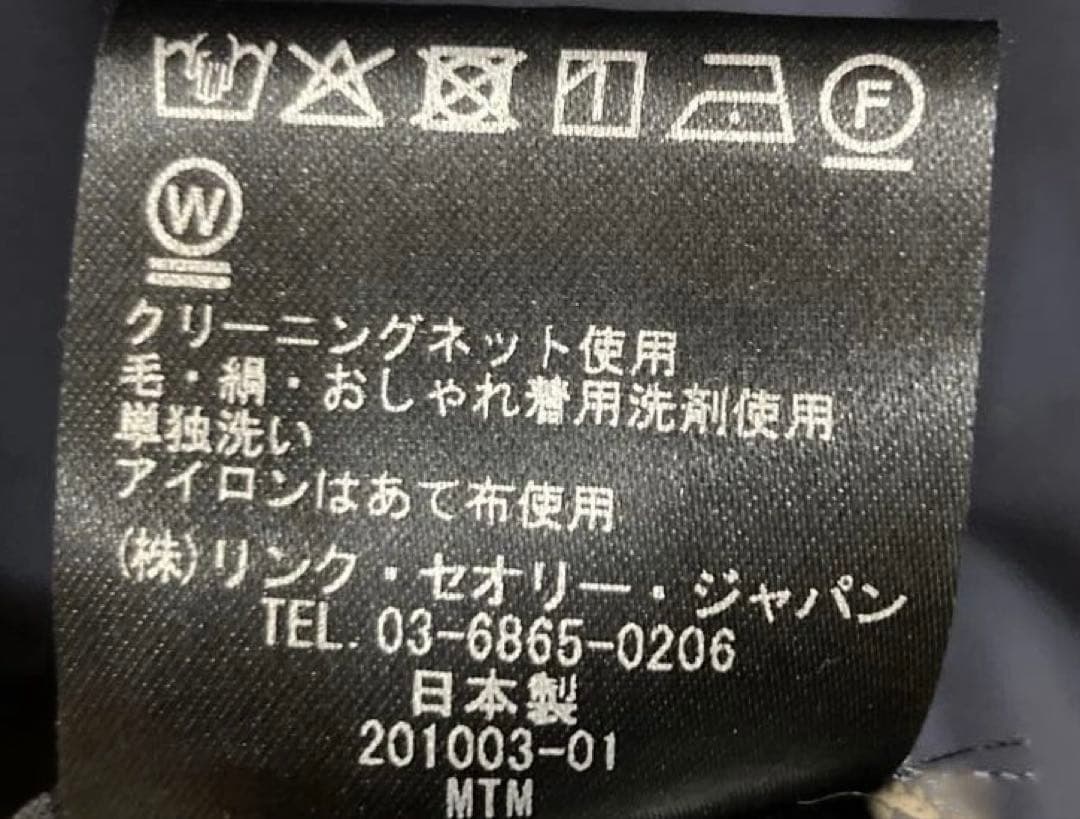 F
W
クリーニングネット使用
毛・絹・おしゃれ着用洗剤使用
単独洗い
アイロンはあて布使用
(株)リンク・セオリー・ジャパン
TEL. 03-6865-0206
日本製
201003-01
MTM